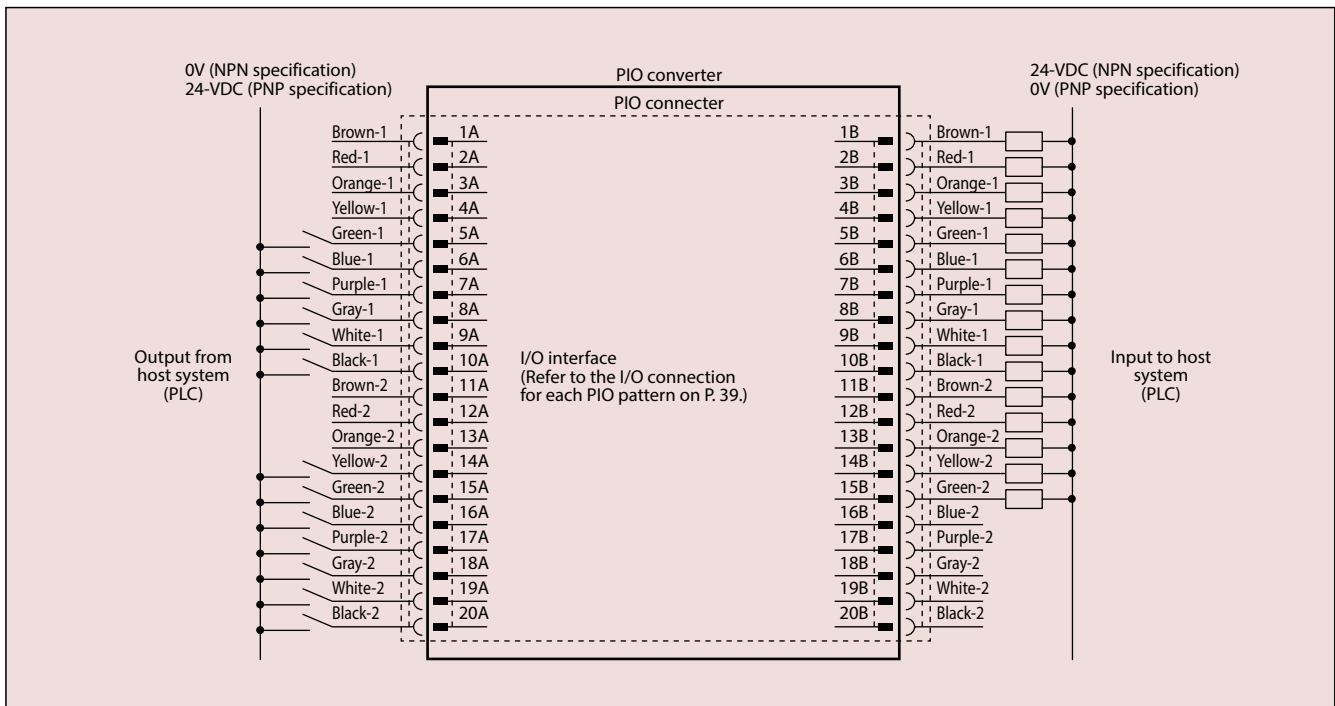 0V (NPN specification)
24-VDC (PNP specification)
PIO converter
PIO connecter
24-VDC (NPN specification)
0V (PNP specification)
Brown-1 1A 1B Brown-1
Red-1 2A 2B Red-1
Orange-1 3A 3B Orange-1
Yellow-1 4A 4B Yellow-1
Green-1 5A 5B Green-1
Blue-1 6A 6B Blue-1
Purple-1 7A 7B Purple-1
Gray-1 8A 8B Gray-1
White-1 9A 9B White-1
Black-1 10A 10B Black-1
Brown-2 11A 11B Brown-2
Red-2 12A 12B Red-2
Orange-2 13A 13B Orange-2
Yellow-2 14A 14B Yellow-2
Green-2 15A 15B Green-2
Blue-2 16A 16B Blue-2
Purple-2 17A 17B Purple-2
Gray-2 18A 18B Gray-2
White-2 19A 19B White-2
Black-2 20A 20B Black-2
Output from
host system
(PLC)
I/O interface
(Refer to the I/O connection
for each PIO pattern on P. 39.)
Input to host
system
(PLC)